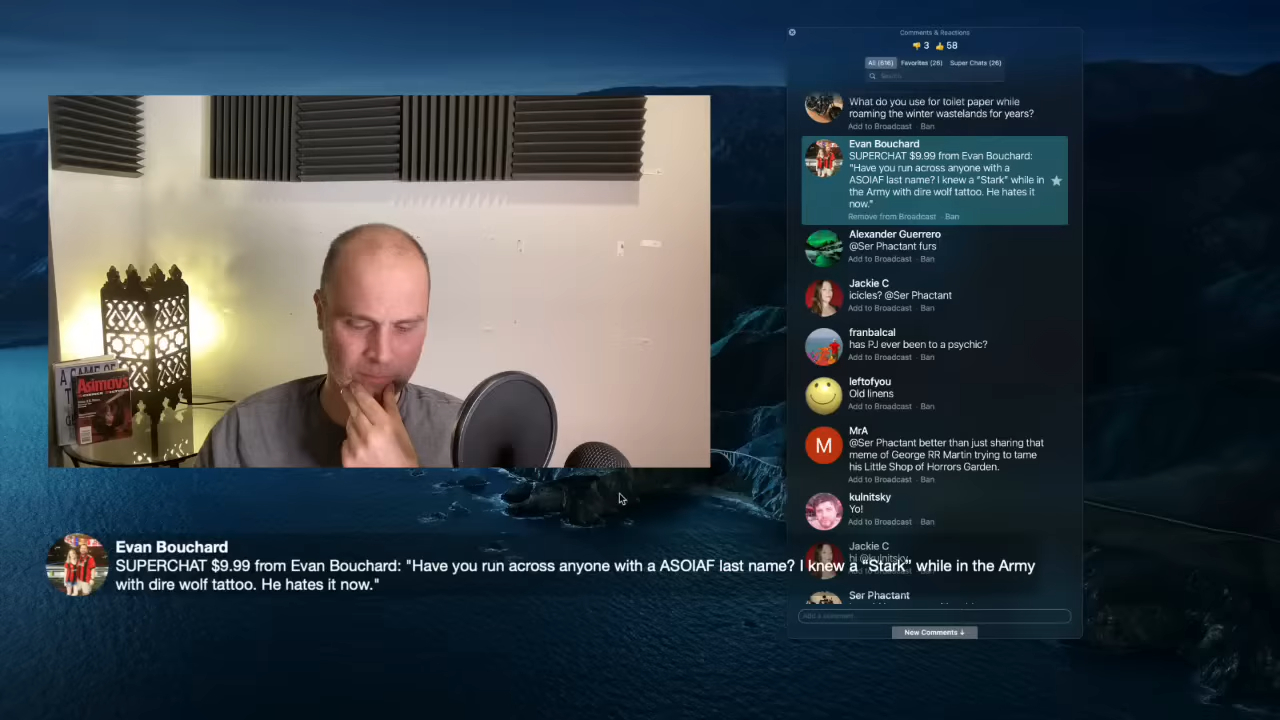 Comments & Reactions
3 58
All (616) Favorites (26) Super Chats (26)
Search
What do you use for toilet paper while
roaming the winter wastelands for years?
Add to Broadcast · Ban
Evan Bouchard
SUPERCHAT $9.99 from Evan Bouchard:
"Have you run across anyone with a
ASOIAF last name? I knew a “Stark” while in
the Army with dire wolf tattoo. He hates it
now."
Remove from Broadcast · Ban
Alexander Guerrero
@Ser Phactant furs
Add to Broadcast · Ban
Jackie C
icicles? @Ser Phactant
Add to Broadcast · Ban
franbalcal
has PJ ever been to a psychic?
Add to Broadcast · Ban
leftofyou
Old linens
Add to Broadcast · Ban
M
MrA
@Ser Phactant better than just sharing that
meme of George RR Martin trying to tame
his Little Shop of Horrors Garden.
Add to Broadcast · Ban
kulnitsky
Yo!
Add to Broadcast · Ban
Jackie C
hi @kulnitsky
Ser Phactant
Add a comment
New Comments ↓
A GAME OF
Asimov's
Evan Bouchard
SUPERCHAT $9.99 from Evan Bouchard: "Have you run across anyone with a ASOIAF last name? I knew a “Stark” while in the Army
with dire wolf tattoo. He hates it now."